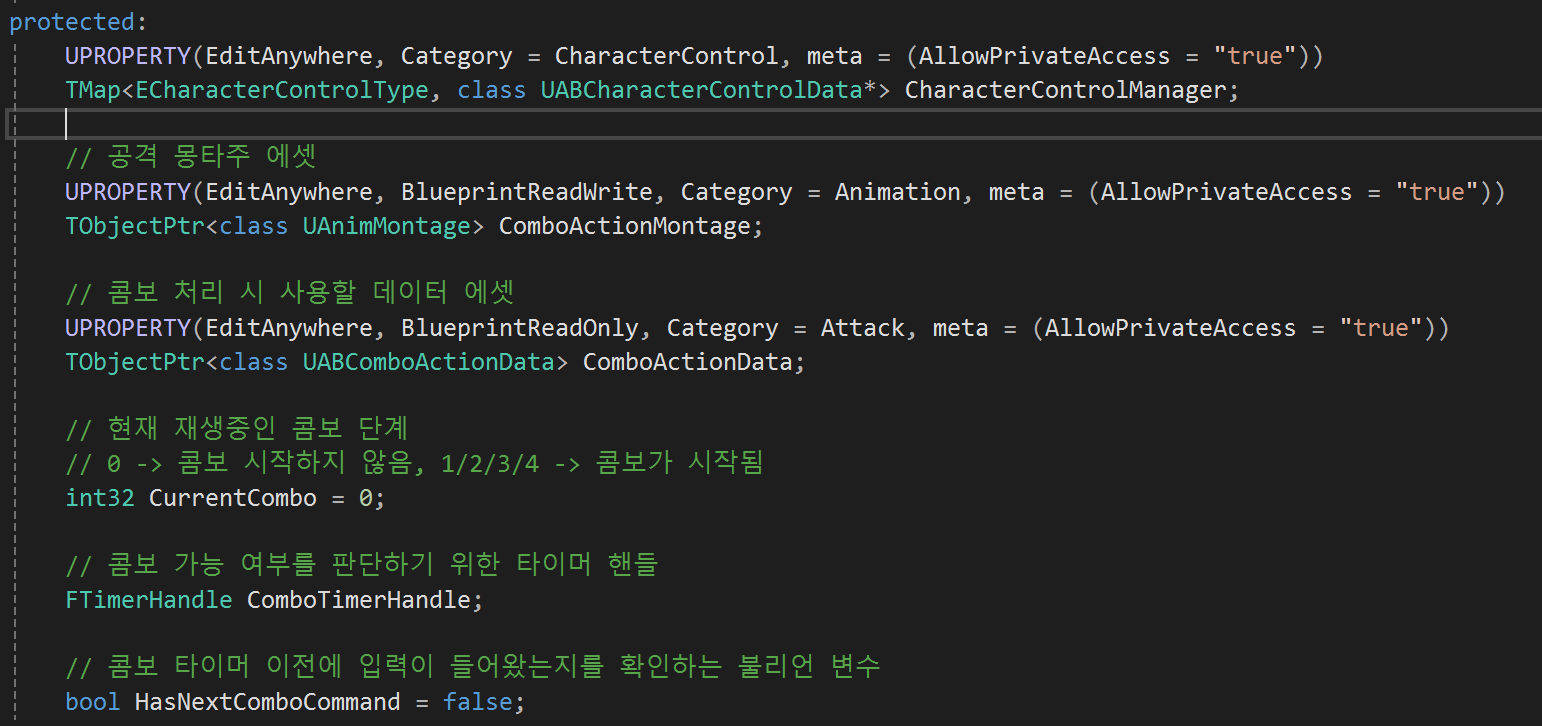 protected:
UPROPERTY(EditAnywhere, Category = CharacterControl, meta = (AllowPrivateAccess = "true"))
TMap<ECharacterControlType, class UABCharacterControlData*> CharacterControlManager;
// 공격 몽타주 에셋
UPROPERTY(EditAnywhere, BlueprintReadWrite, Category = Animation, meta = (AllowPrivateAccess = "true"))
TObjectPtr<class UAnimMontage> ComboActionMontage;
// 콤보 처리 시 사용할 데이터 에셋
UPROPERTY(EditAnywhere, BlueprintReadOnly, Category = Attack, meta = (AllowPrivateAccess = "true"))
TObjectPtr<class UABComboActionData> ComboActionData;
// 현재 재생중인 콤보 단계
// 0 -> 콤보 시작하지 않음, 1/2/3/4 -> 콤보가 시작됨
int32 CurrentCombo = 0;
// 콤보 가능 여부를 판단하기 위한 타이머 핸들
FTimerHandle ComboTimerHandle;
// 콤보 타이머 이전에 입력이 들어왔는지를 확인하는 불리언 변수
bool HasNextComboCommand = false;